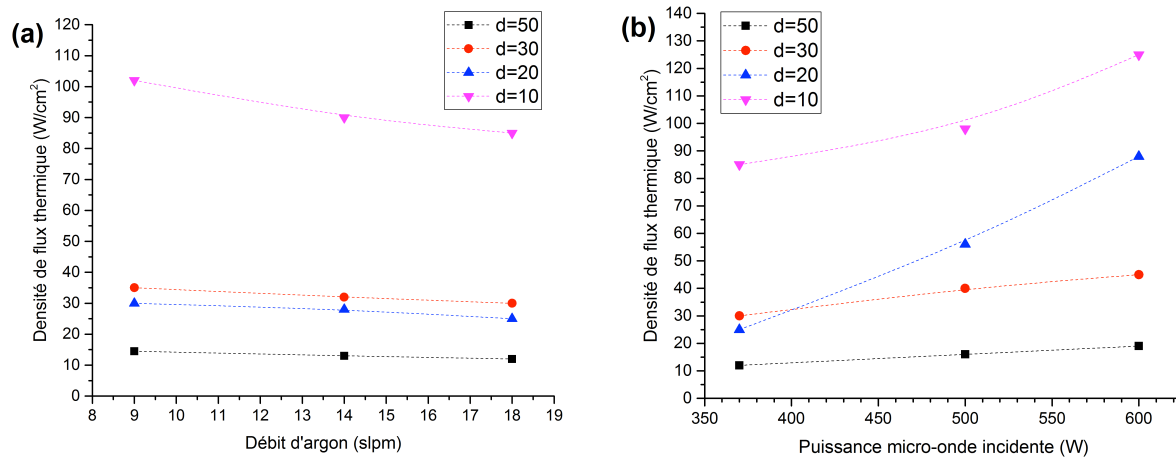 (a)
Densité de flux thermique (W/cm²)
120
110
100
90
80
70
60
50
40
30
20
10
0
d=50
d=30
d=20
d=10
8 9 10 11 12 13 14 15 16 17 18 19
Débit d'argon (slpm)
(b)
Densité de flux thermique (W/cm²)
140
130
120
110
100
90
80
70
60
50
40
30
20
10
0
d=50
d=30
d=20
d=10
350 400 450 500 550 600
Puissance micro-onde incidente (W)